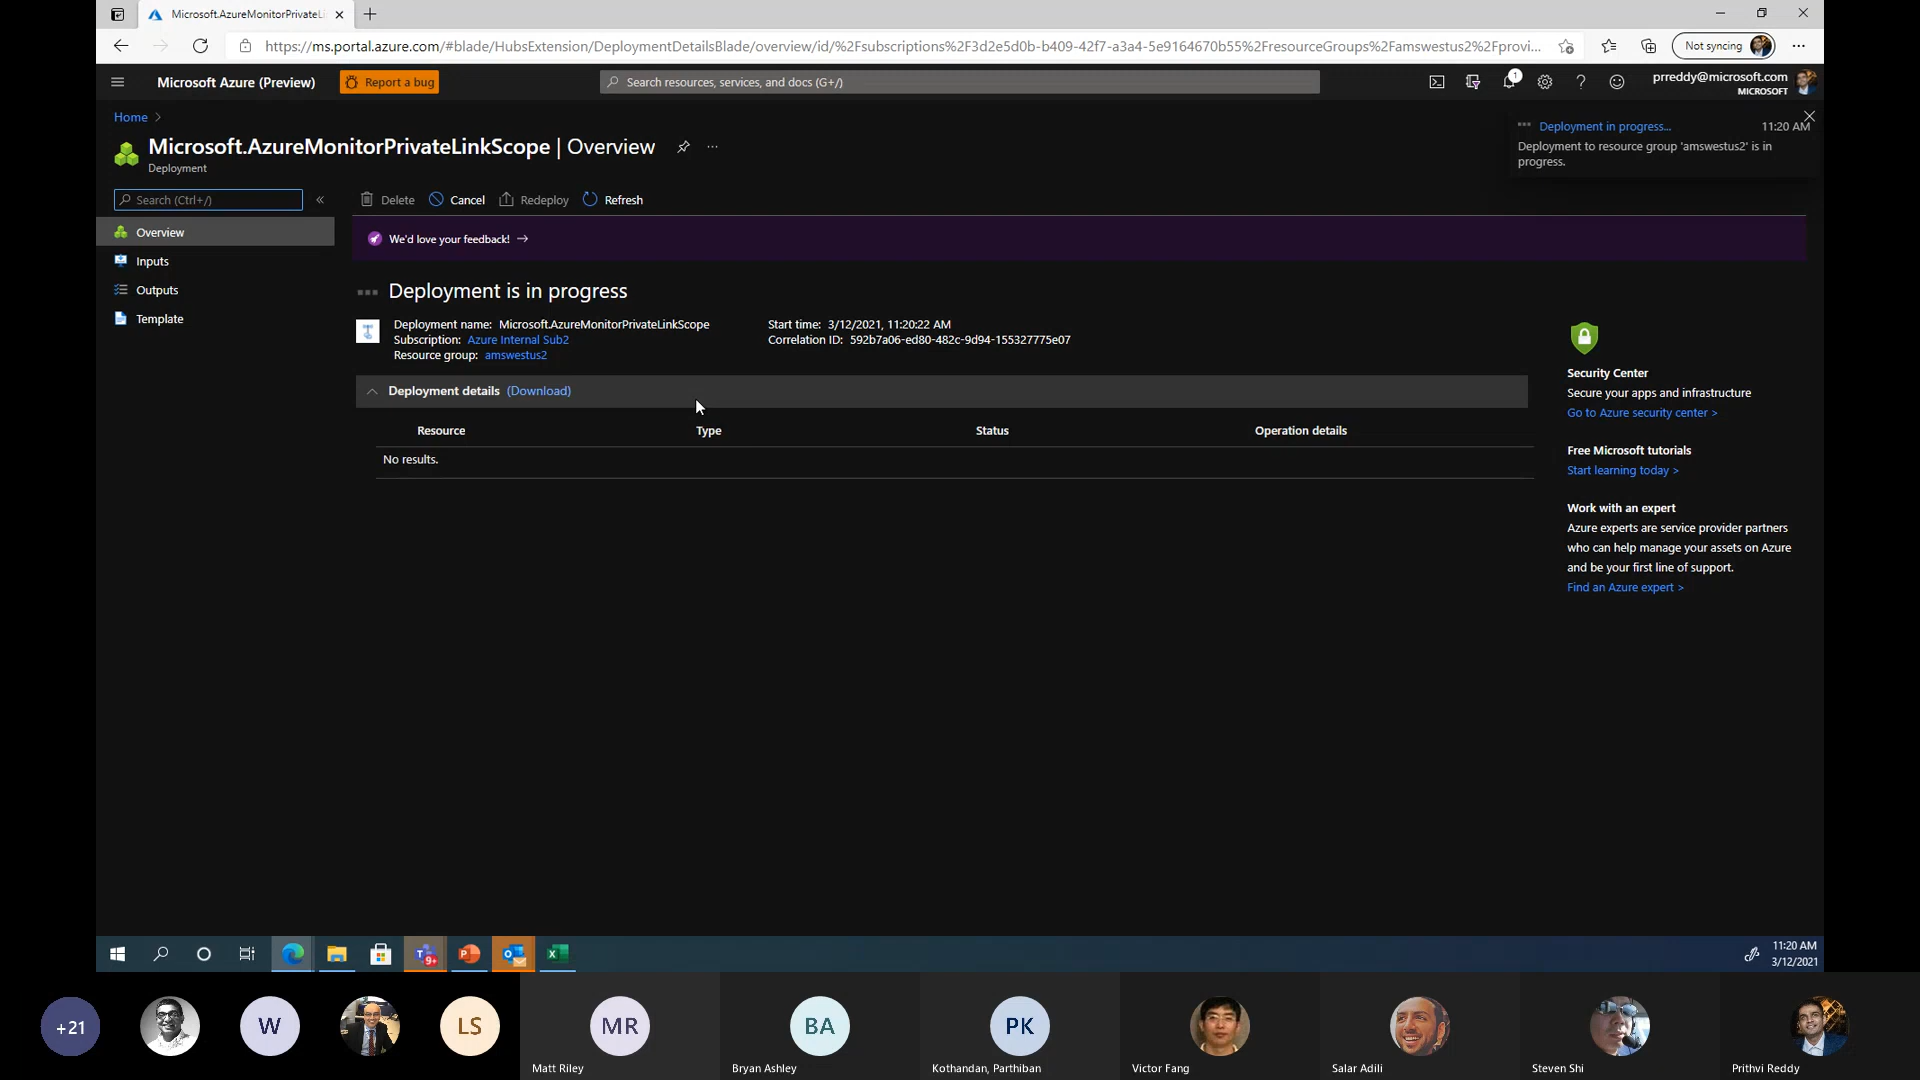 Microsoft.AzureMonitorPrivateLi
https://ms.portal.azure.com/#blade/HubsExtension/DeploymentDetailsBlade/overview/id/%2Fsubscriptions%2F3d2e5d0b-b409-42f7-a3a4-5e9164670b55%2FresourceGroups%2Famswestus2%2Fprovi...
Not syncing
Microsoft Azure (Preview)
Report a bug
Search resources, services, and docs (G+/)
1
prreddy@microsoft.com
MICROSOFT
Home >
Deployment in progress...
11:20 AM
Deployment to resource group 'amswestus2' is in
progress.
Microsoft.AzureMonitorPrivateLinkScope | Overview
Deployment
Search (Ctrl+/)
Delete
Cancel
Redeploy
Refresh
Overview
Inputs
Outputs
Template
We'd love your feedback! →
Deployment is in progress
Deployment name: Microsoft.AzureMonitorPrivateLinkScope
Subscription: Azure Internal Sub2
Resource group: amswestus2
Start time: 3/12/2021, 11:20:22 AM
Correlation ID: 592b7a06-ed80-482c-9d94-155327775e07
Deployment details (Download)
Resource
Type
Status
Operation details
No results.
Security Center
Secure your apps and infrastructure
Go to Azure security center >
Free Microsoft tutorials
Start learning today >
Work with an expert
Azure experts are service provider partners
who can help manage your assets on Azure
and be your first line of support.
Find an Azure expert >
9+
11:20 AM
3/12/2021
+21
W
LS
MR
BA
PK
Matt Riley
Bryan Ashley
Kothandan, Parthiban
Victor Fang
Salar Adili
Steven Shi
Prithvi Reddy